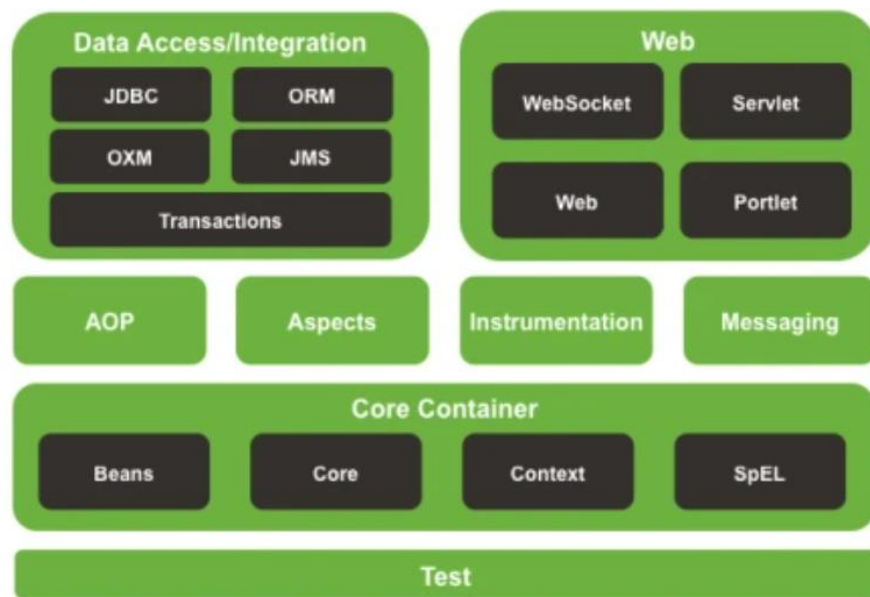 Data Access/Integration
JDBC ORM
OXM JMS
Transactions
Web
WebSocket Servlet
Web Portlet
AOP Aspects Instrumentation Messaging
Core Container
Beans Core Context SpEL
Test